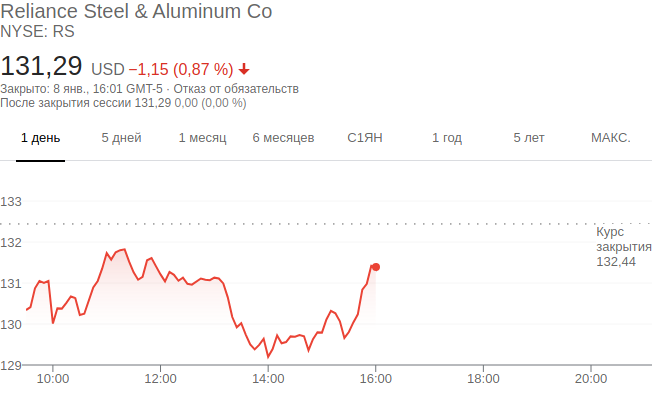 Reliance Steel & Aluminum Co
NYSE: RS
131,29 USD −1,15 (0,87 %)
Закрыто: 8 янв., 16:01 GMT-5 · Отказ от обязательств
После закрытия сессии 131,29 0,00 (0,00 %)
1 день 5 дней 1 месяц 6 месяцев С1ЯН 1 год 5 лет МАКС.
133
132
Курс
закрытия
132,44
131
130
129
10:00 12:00 14:00 16:00 18:00 20:00